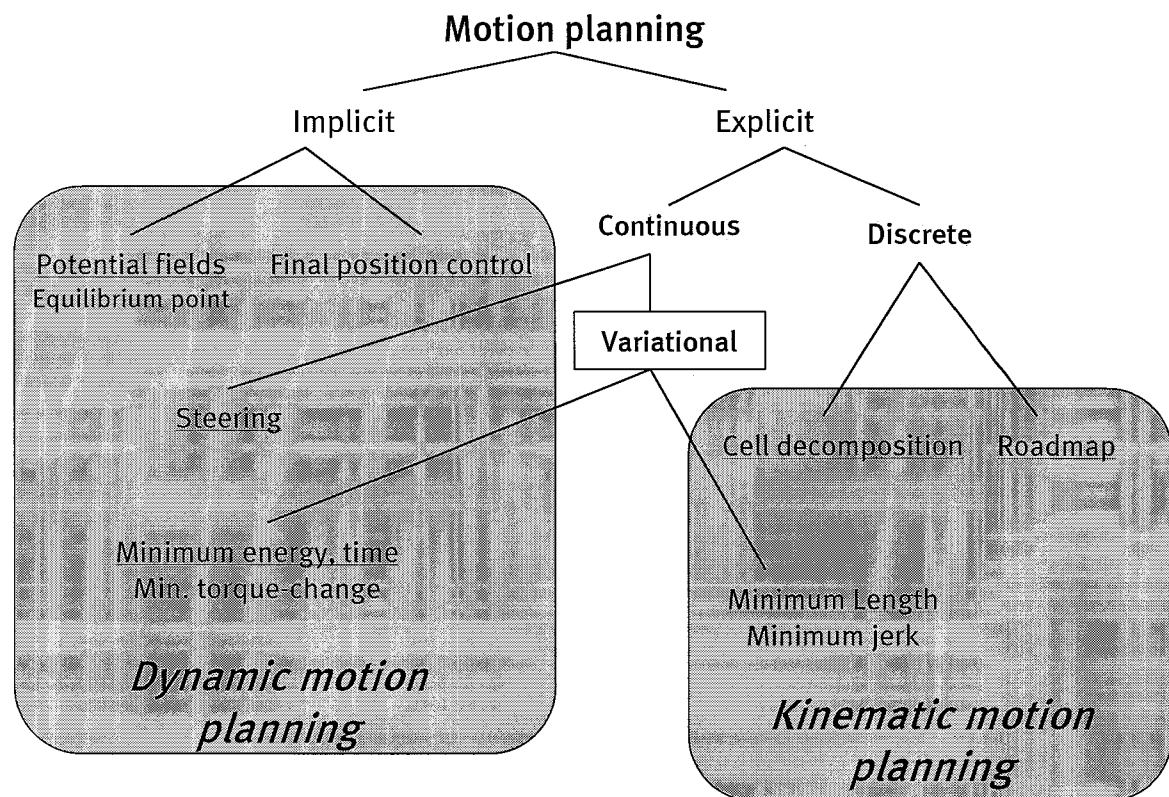 Motion planning
Implicit
Explicit
Continuous
Discrete
Potential fields
Equilibrium point
Final position control
Variational
Steering
Cell decomposition
Roadmap
Minimum energy, time
Min. torque-change
Minimum Length
Minimum jerk
Dynamic motion
planning
Kinematic motion
planning